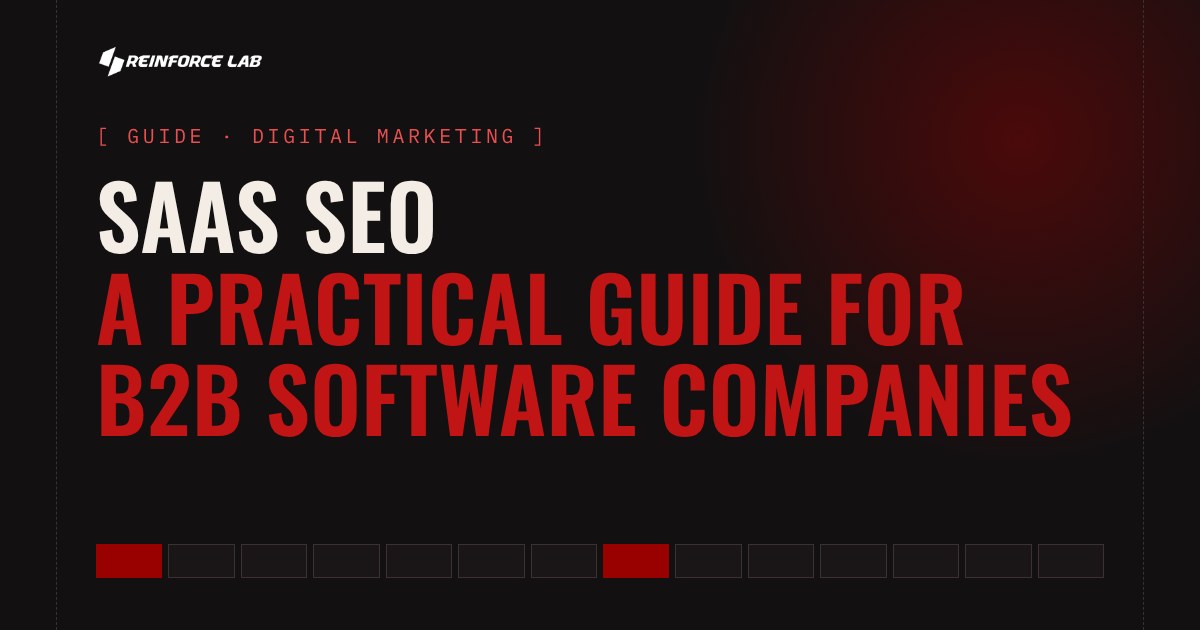 REINFORCE LAB
[ GUIDE · DIGITAL MARKETING ]
SAAS SEO
A PRACTICAL GUIDE FOR
B2B SOFTWARE COMPANIES